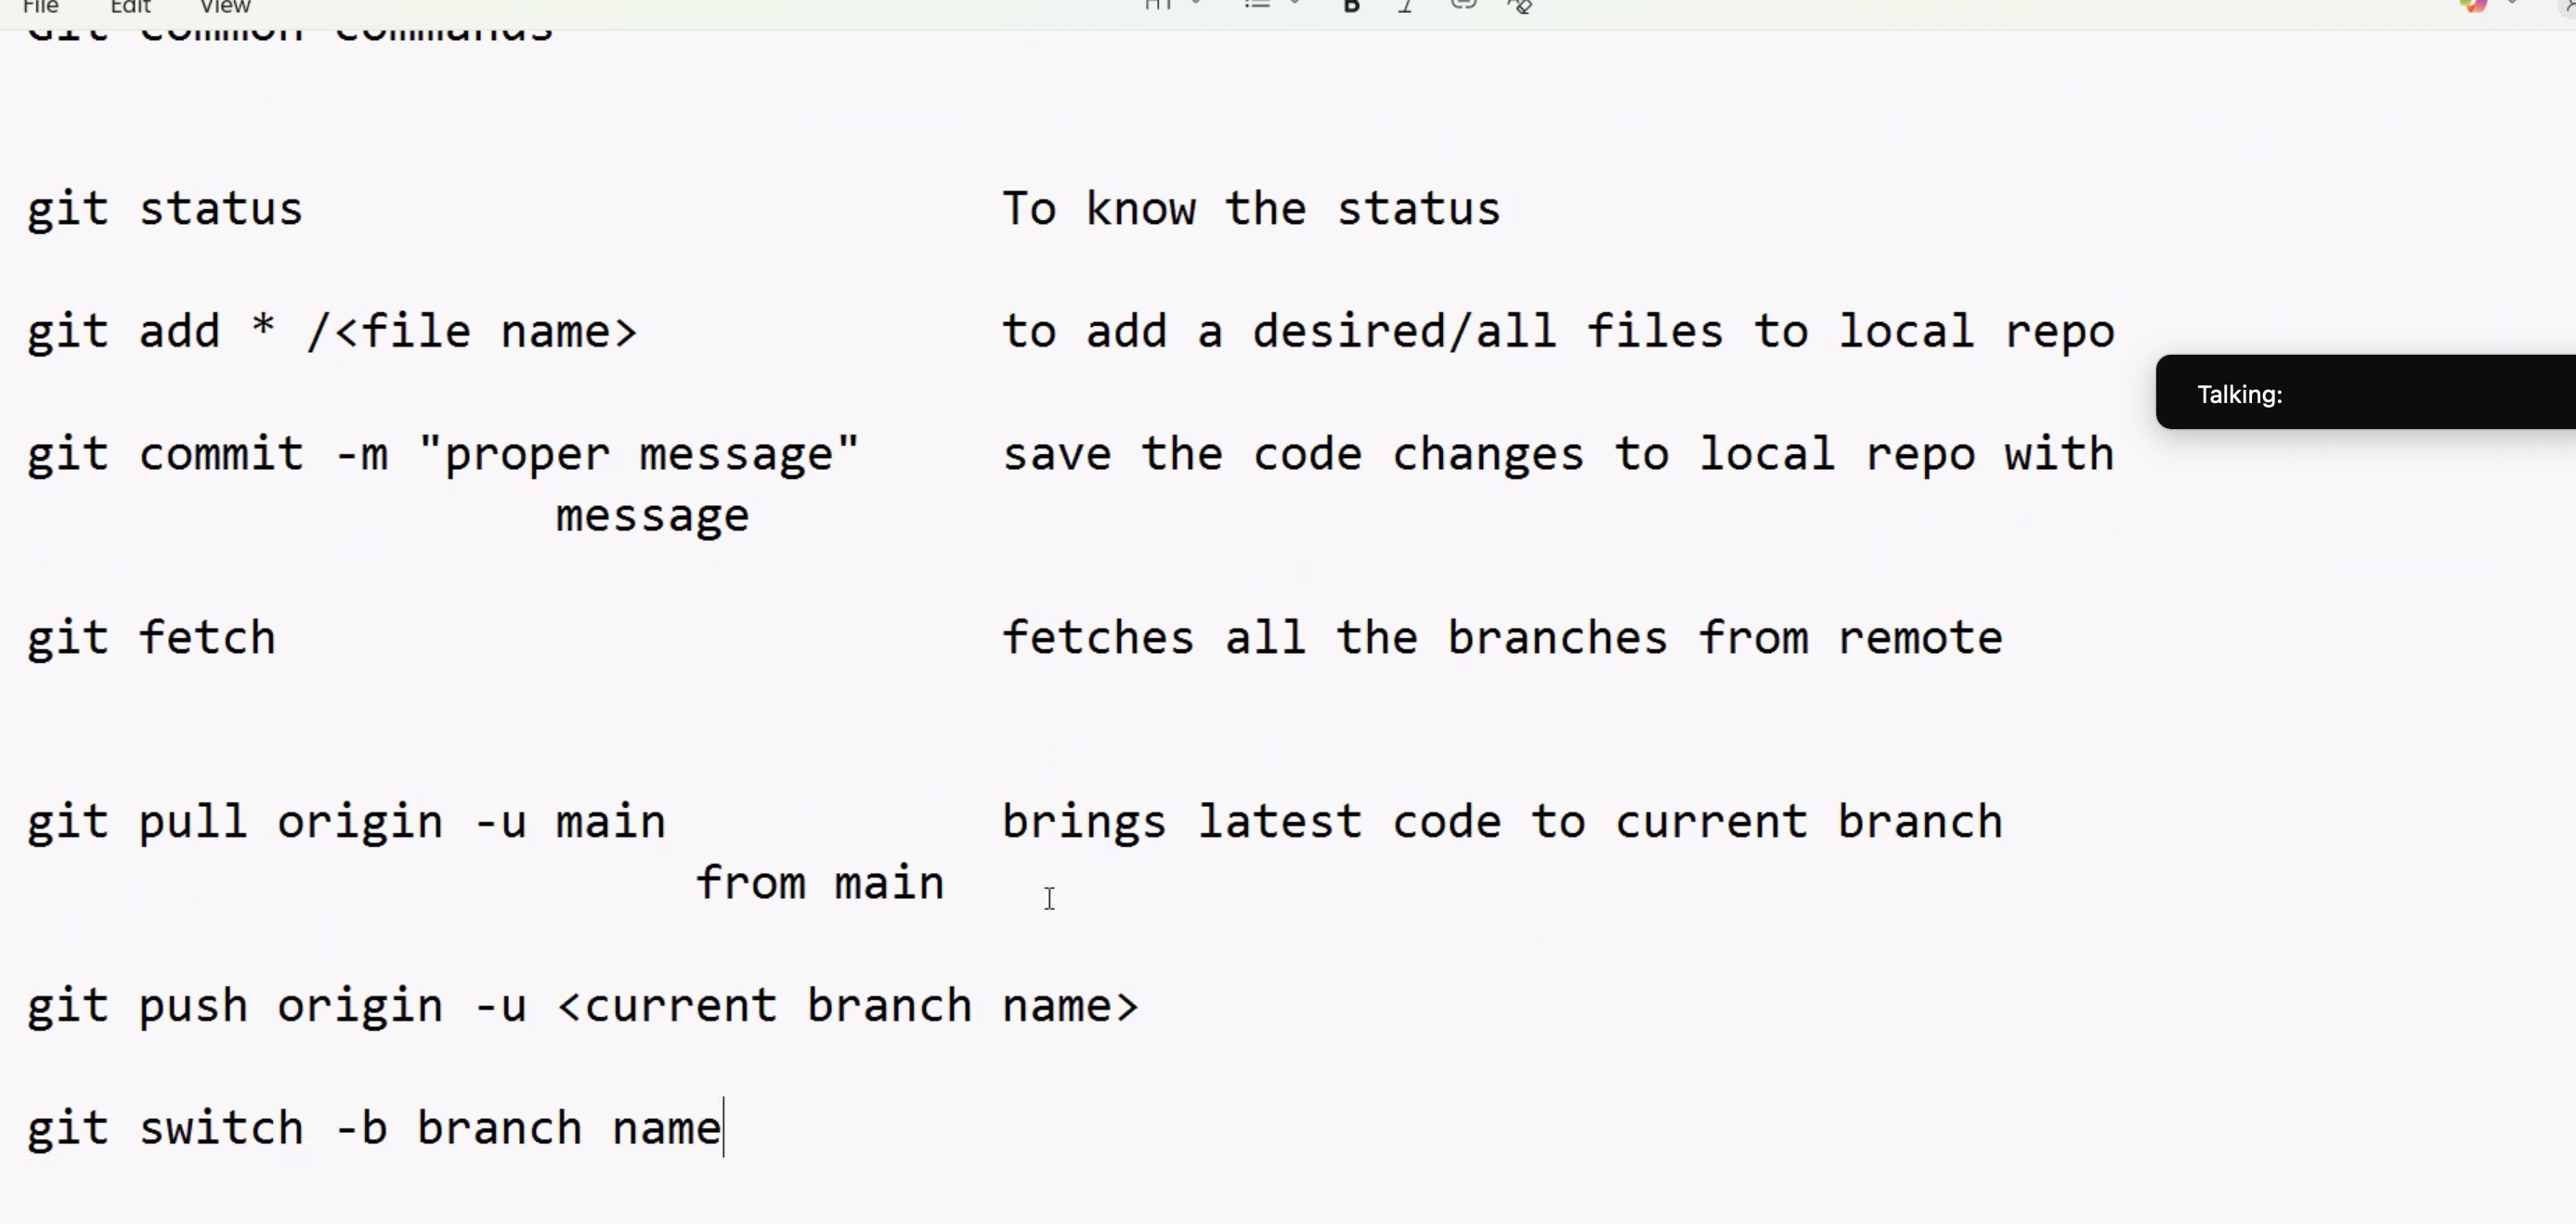 File Edit View H1 B I
Git common commands
git status To know the status
git add * /<file name> to add a desired/all files to local repo
Talking:
git commit -m "proper message" save the code changes to local repo with
message
git fetch fetches all the branches from remote
git pull origin -u main brings latest code to current branch
from main
git push origin -u <current branch name>
git switch -b branch name